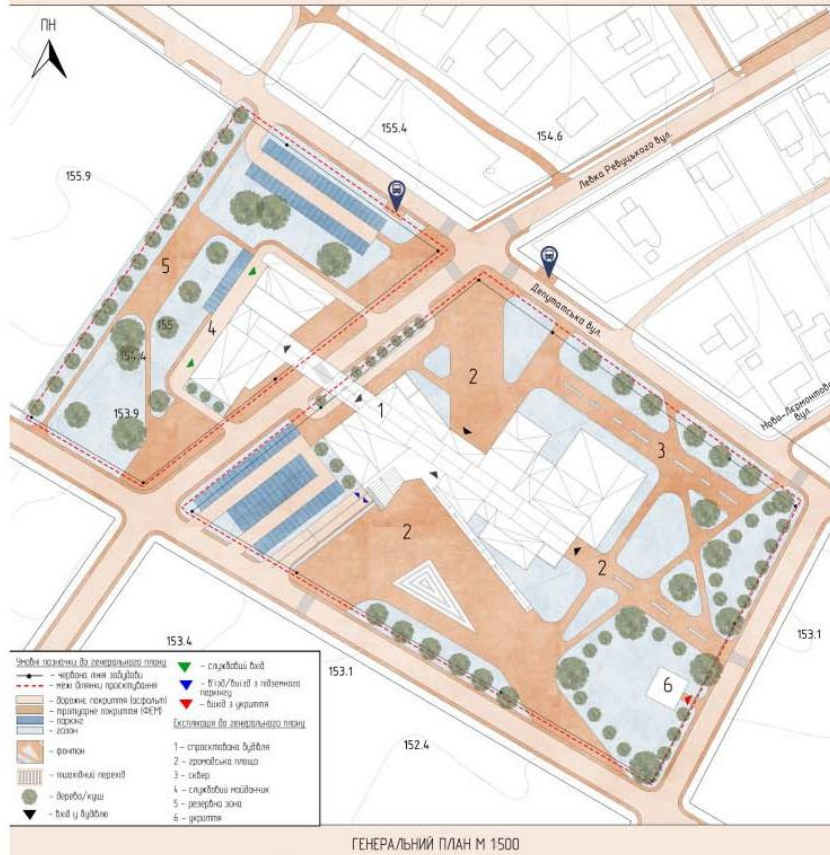 ПН
155.4
154.6
Левка Ревуцького вул.
155.9
5
Депутатська вул.
4
155
2
154.4
1
Ново-Лермонтовська
вул.
153.9
3
2
2
153.4
153.1
153.1
6
152.4
Умовні позначки до генерального плану
- червона лінія забудови
- межі ділянки проєктування
- дорожнє покриття (асфальт)
- тротуарне покриття (ФЕМ)
- паркінг
- газон
- фонтан
- пішохідний перехід
- дерево/кущ
- вхід у будівлю
- службовий вхід
- в'їзд/виїзд з підземного
паркінгу
- вихід з укриття
Експлікація до генерального плану
1 - спроєктована будівля
2 - громадська площа
3 - сквер
4 - службовий майданчик
5 - резервна зона
6 - укриття
ГЕНЕРАЛЬНИЙ ПЛАН М 1:500